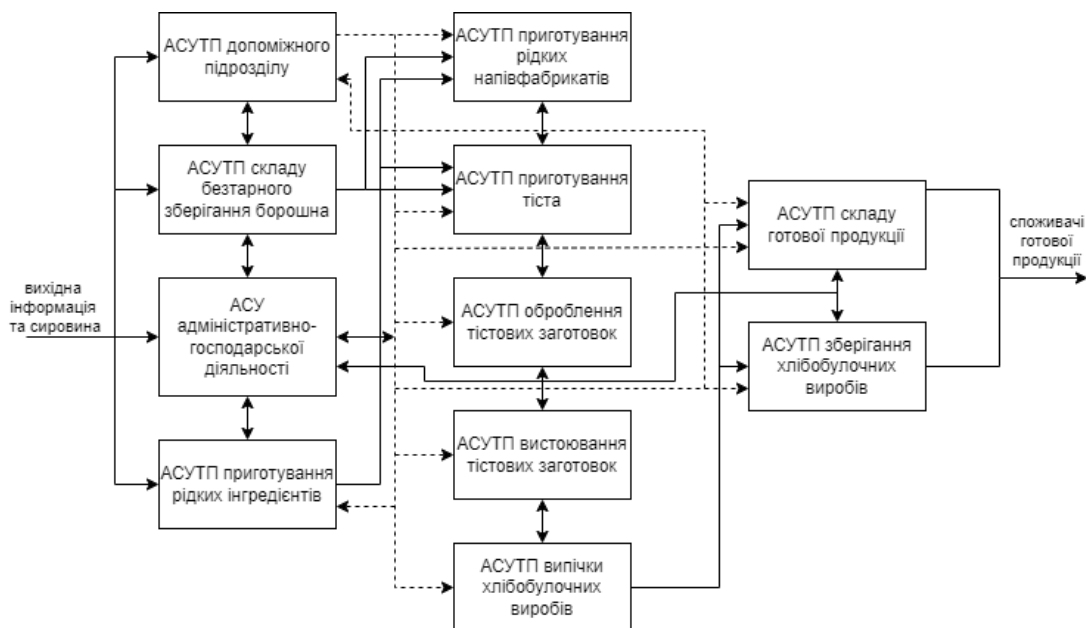 АСУТП допоміжного
підрозділу
АСУТП складу
безтарного
зберігання борошна
вихідна
інформація
та сировина
АСУ
адміністративно-
господарської
діяльності
АСУТП приготування
рідких інгредієнтів
АСУТП приготування
рідких
напівфабрикатів
АСУТП приготування
тіста
АСУТП оброблення
тістових заготовок
АСУТП вистоювання
тістових заготовок
АСУТП випічки
хлібобулочних
виробів
АСУТП складу
готової продукції
АСУТП зберігання
хлібобулочних
виробів
споживачі
готової
продукції